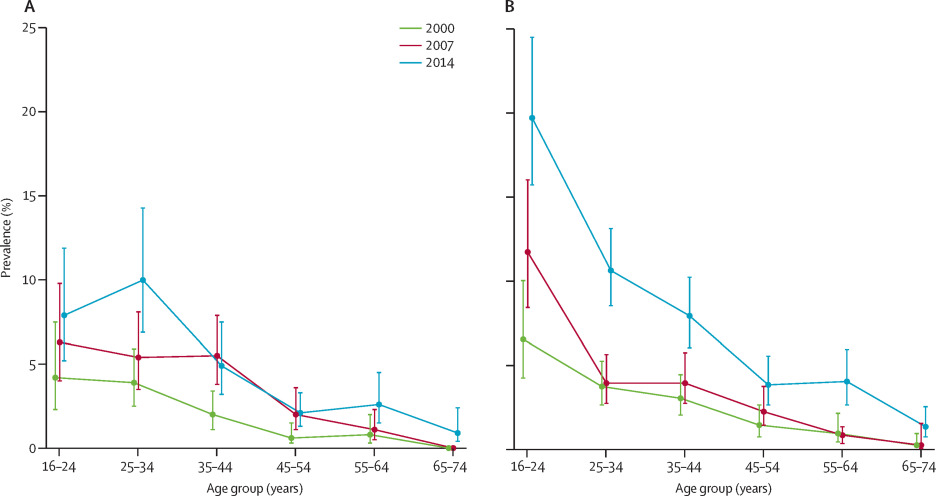 A
B
2000
2007
2014
25
20
15
10
5
0
Prevalence (%)
16–24 25–34 35–44 45–54 55–64 65–74
16–24 25–34 35–44 45–54 55–64 65–74
Age group (years)
Age group (years)